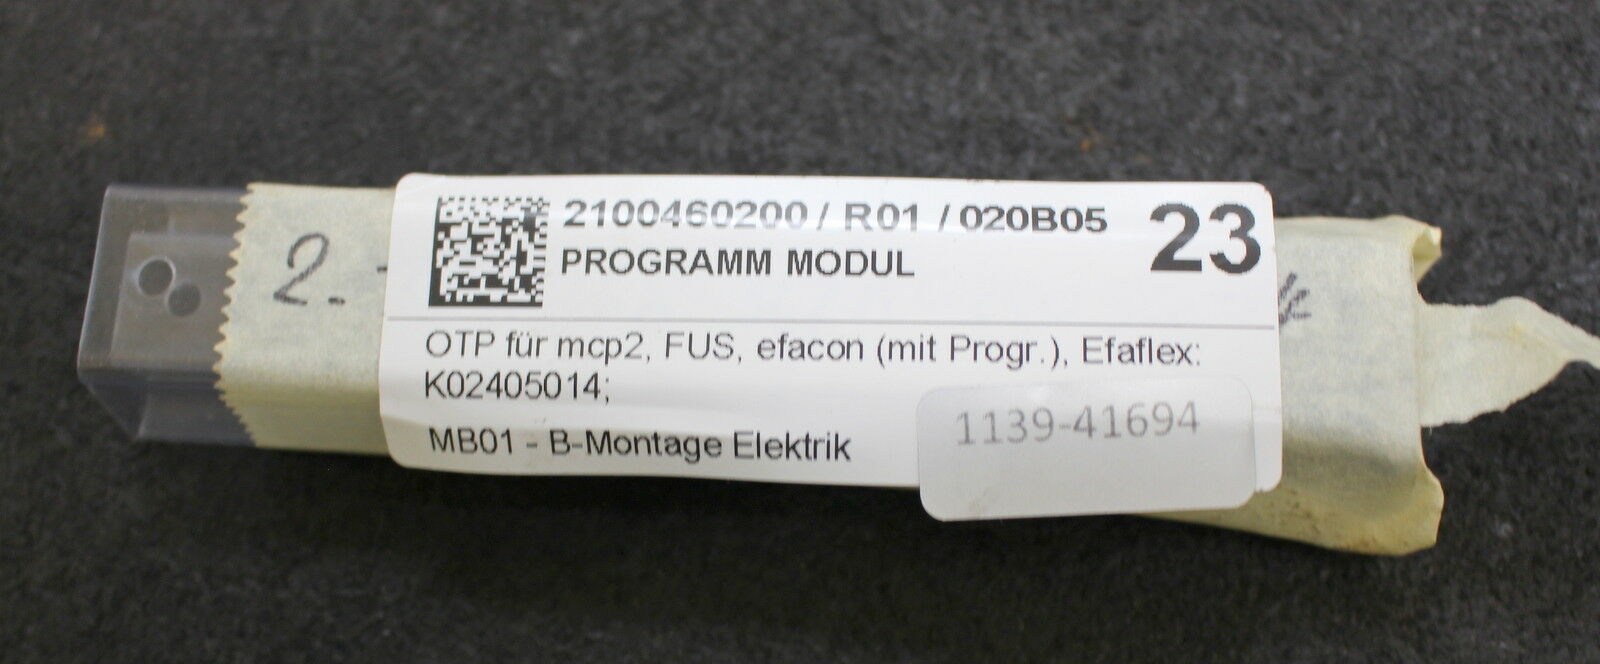 2100460200 / R01 / 020B05
23
PROGRAMM MODUL
OTP für mcp2, FUS, efacon (mit Progr.), Efaflex:
K02405014;
MB01 - B-Montage Elektrik
1139-41694
2.